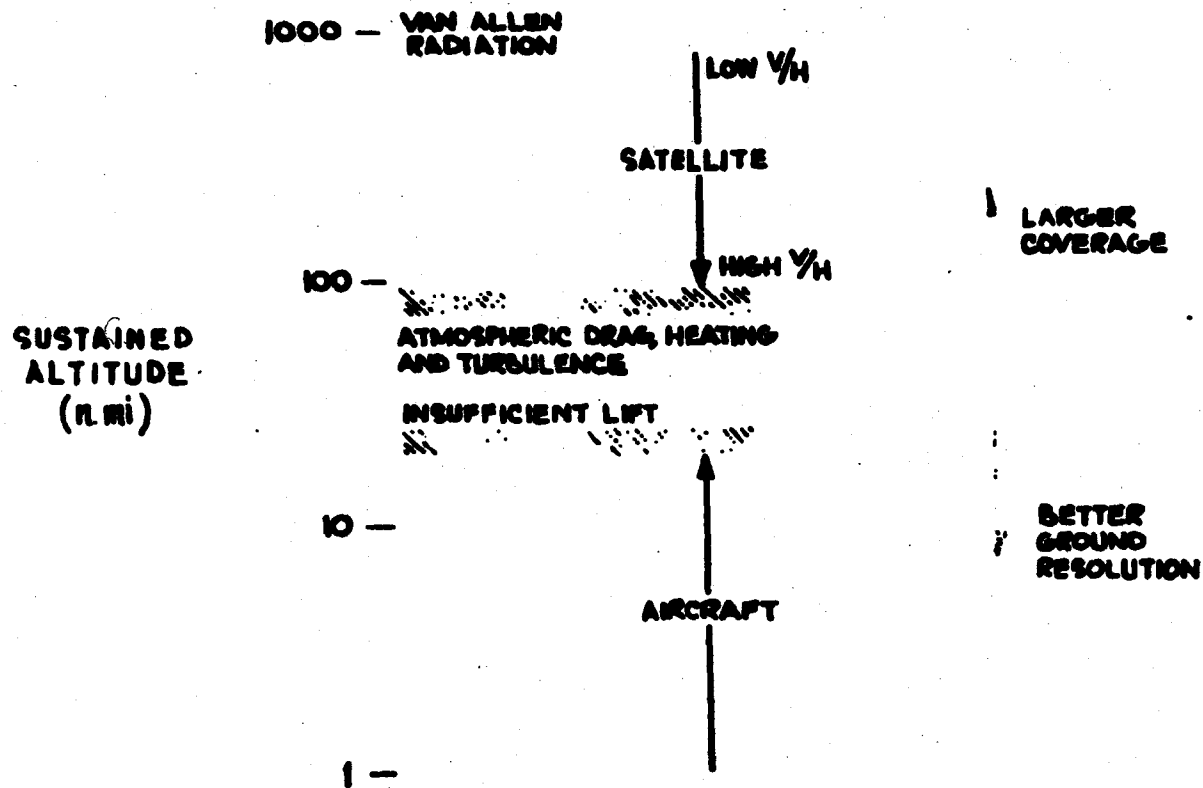 1000 — VAN ALLEN
RADIATION
LOW V/H
SATELLITE
LARGER
COVERAGE
HIGH V/H
100 —
SUSTAINED
ALTITUDE
(n. mi)
ATMOSPHERIC DRAG, HEATING
AND TURBULENCE
INSUFFICIENT LIFT
10 —
BETTER
GROUND
RESOLUTION
AIRCRAFT
1 —